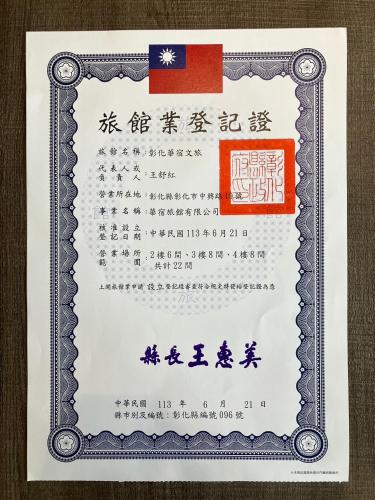 旅館業登記證
旅館名稱：彰化華宿文旅
代表人或
負責人：王舒紅
營業所在地：彰化縣彰化市中興路19號
事業名稱：華宿旅館有限公司
核准設立
登記日期：中華民國113年6月21日
營業場所
範圍：2樓6間、3樓8間、4樓8間
共計22間
上開旅館業申請設立登記經審查符合規定特發給登記證為憑
縣長王惠美
中華民國 113 年 6 月 21 日
縣市別及編號：彰化縣編號096號